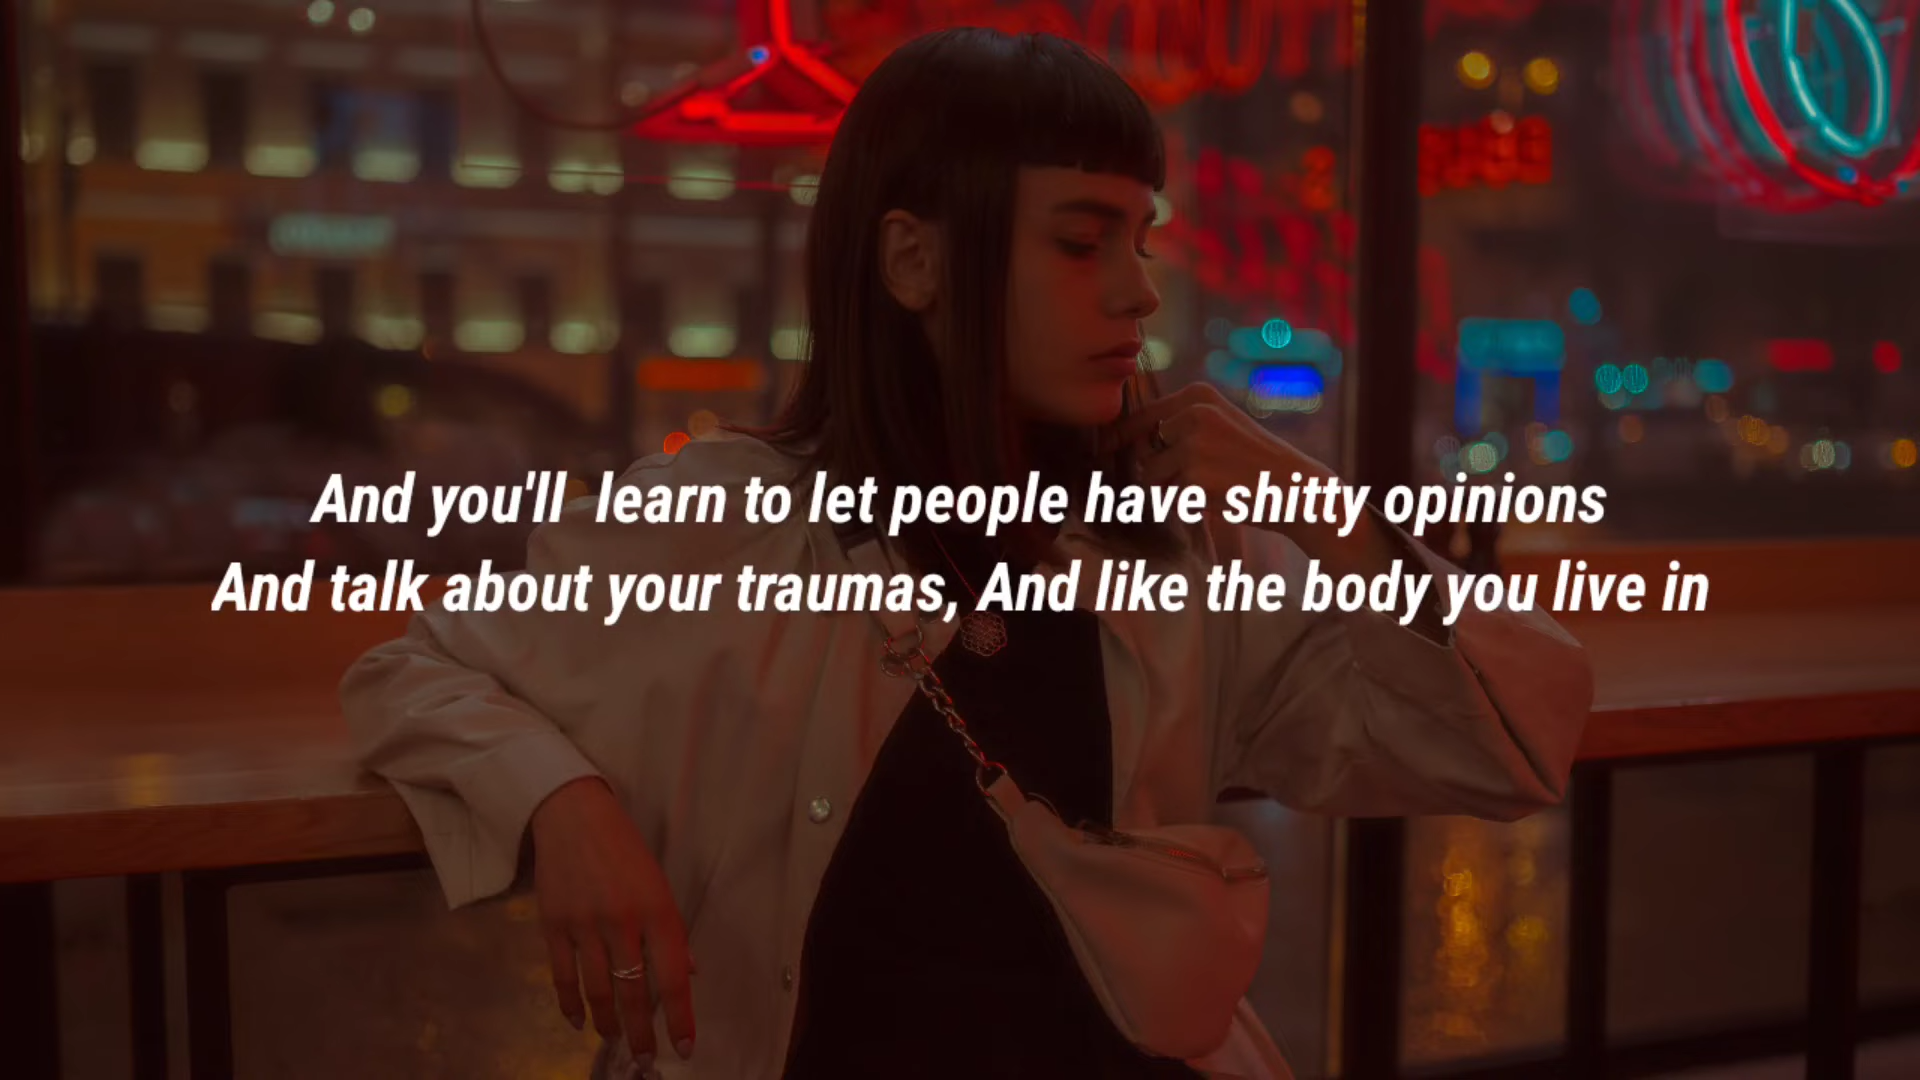 And you'll  learn to let people have shitty opinions
And talk about your traumas, And like the body you live in